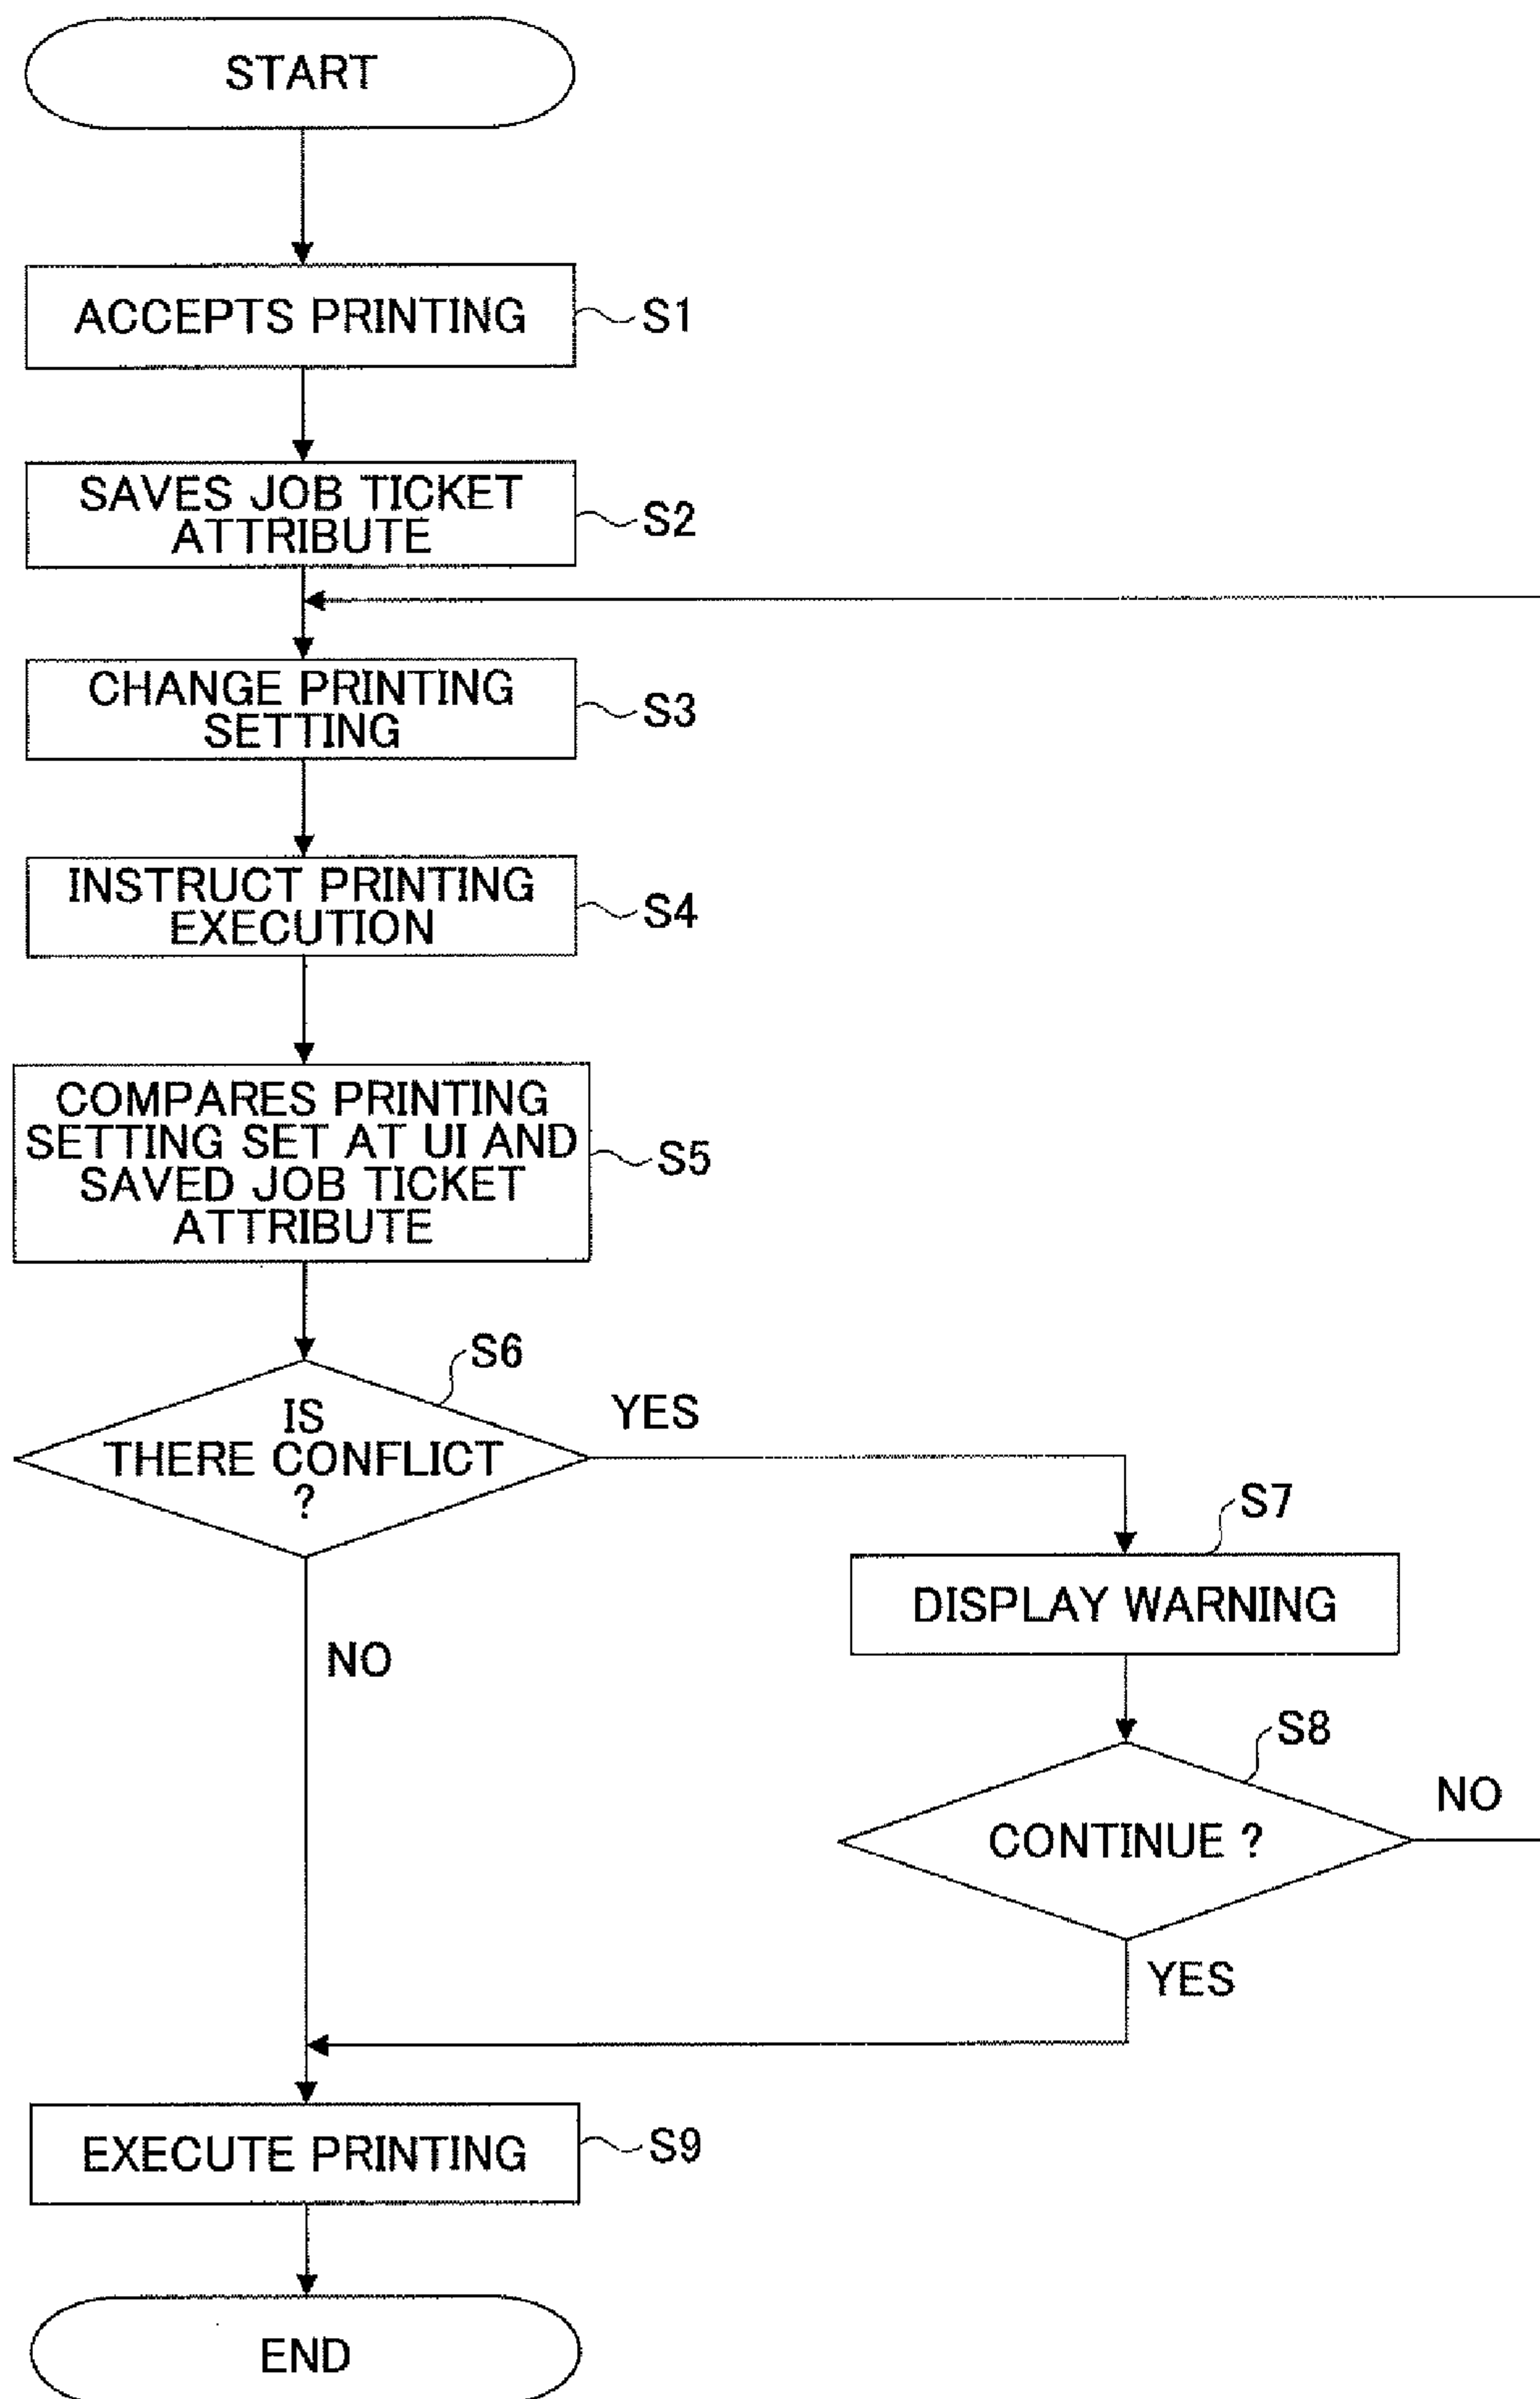 START
ACCEPTS PRINTING
S1
SAVES JOB TICKET
ATTRIBUTE
S2
CHANGE PRINTING
SETTING
S3
INSTRUCT PRINTING
EXECUTION
S4
COMPARES PRINTING
SETTING SET AT UI AND
SAVED JOB TICKET
ATTRIBUTE
S5
S6
IS
THERE CONFLICT
?
YES
NO
S7
DISPLAY WARNING
S8
CONTINUE ?
NO
YES
EXECUTE PRINTING
S9
END